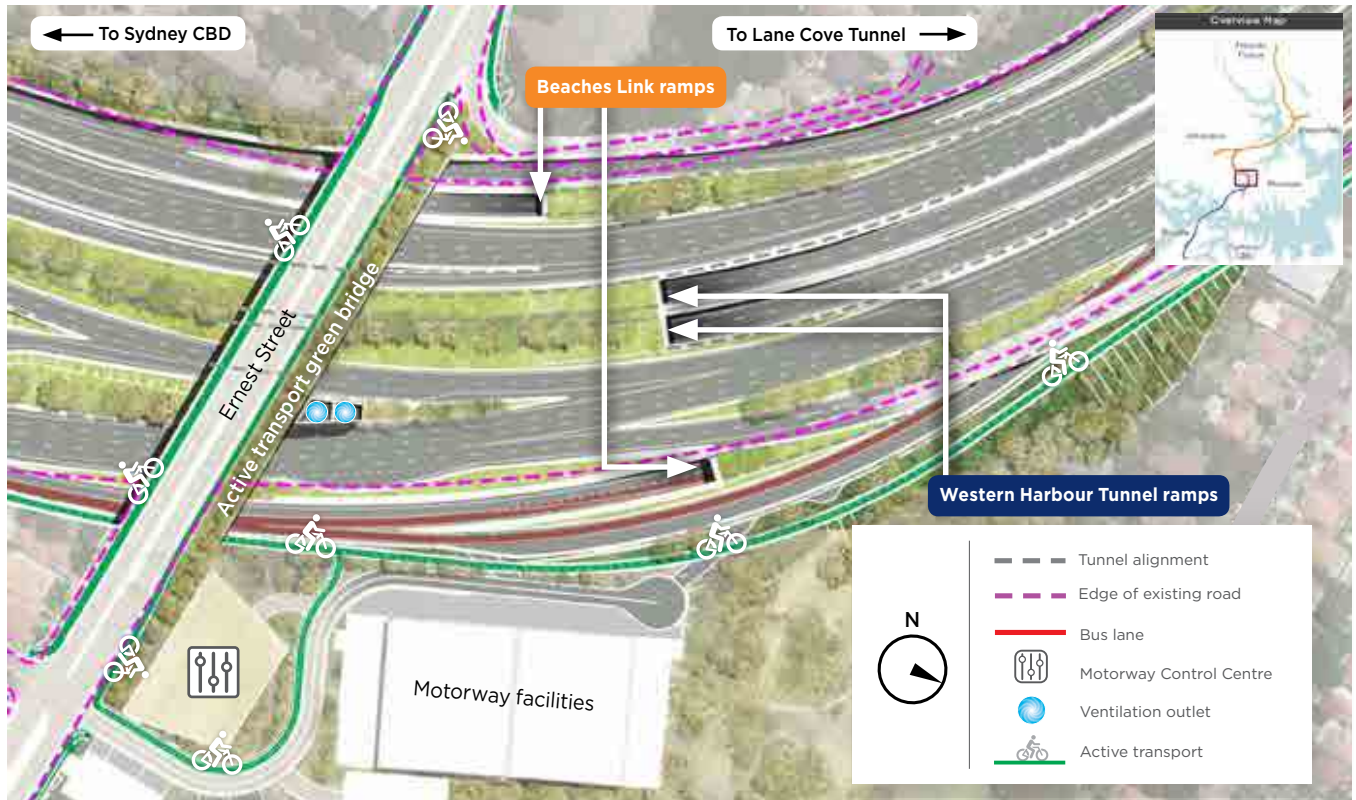 To Sydney CBD
To Lane Cove Tunnel
Overview Map
Beaches Link ramps
Ernest Street
Active transport green bridge
Western Harbour Tunnel ramps
Motorway facilities
N
Tunnel alignment
Edge of existing road
Bus lane
Motorway Control Centre
Ventilation outlet
Active transport